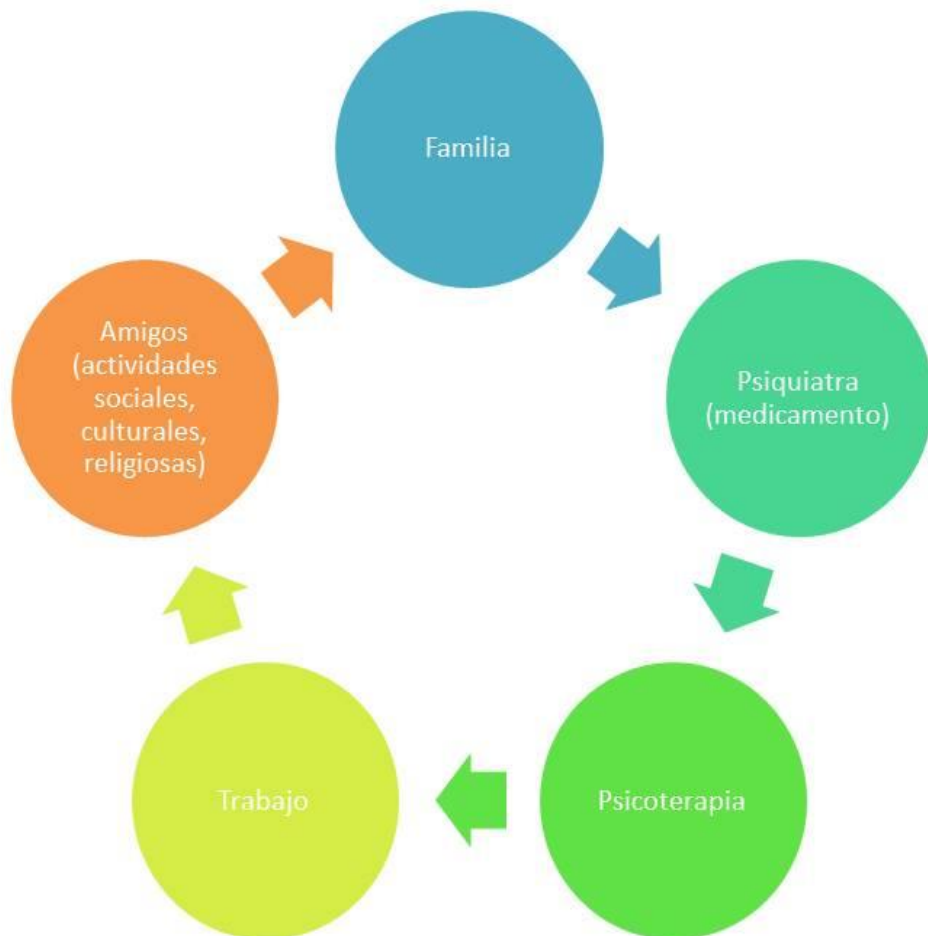 Familia
Psiquiatra
(medicamento)
Psicoterapia
Trabajo
Amigos
(actividades
sociales,
culturales,
religiosas)